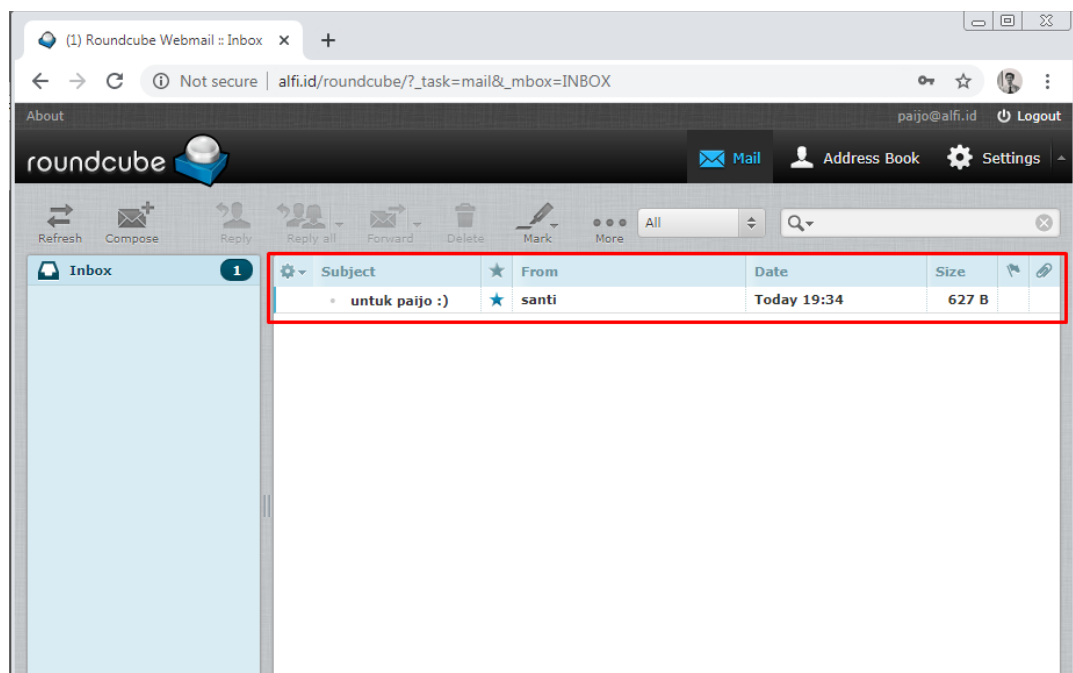 (1) Roundcube Webmail :: Inbox
Not secure | alfi.id/roundcube/?_task=mail&_mbox=INBOX
About paijo@alfi.id Logout
roundcube Mail Address Book Settings
Refresh Compose Reply Reply all Forward Delete Mark More All
Inbox 1 Subject From Date Size
untuk paijo :) santi Today 19:34 627 B